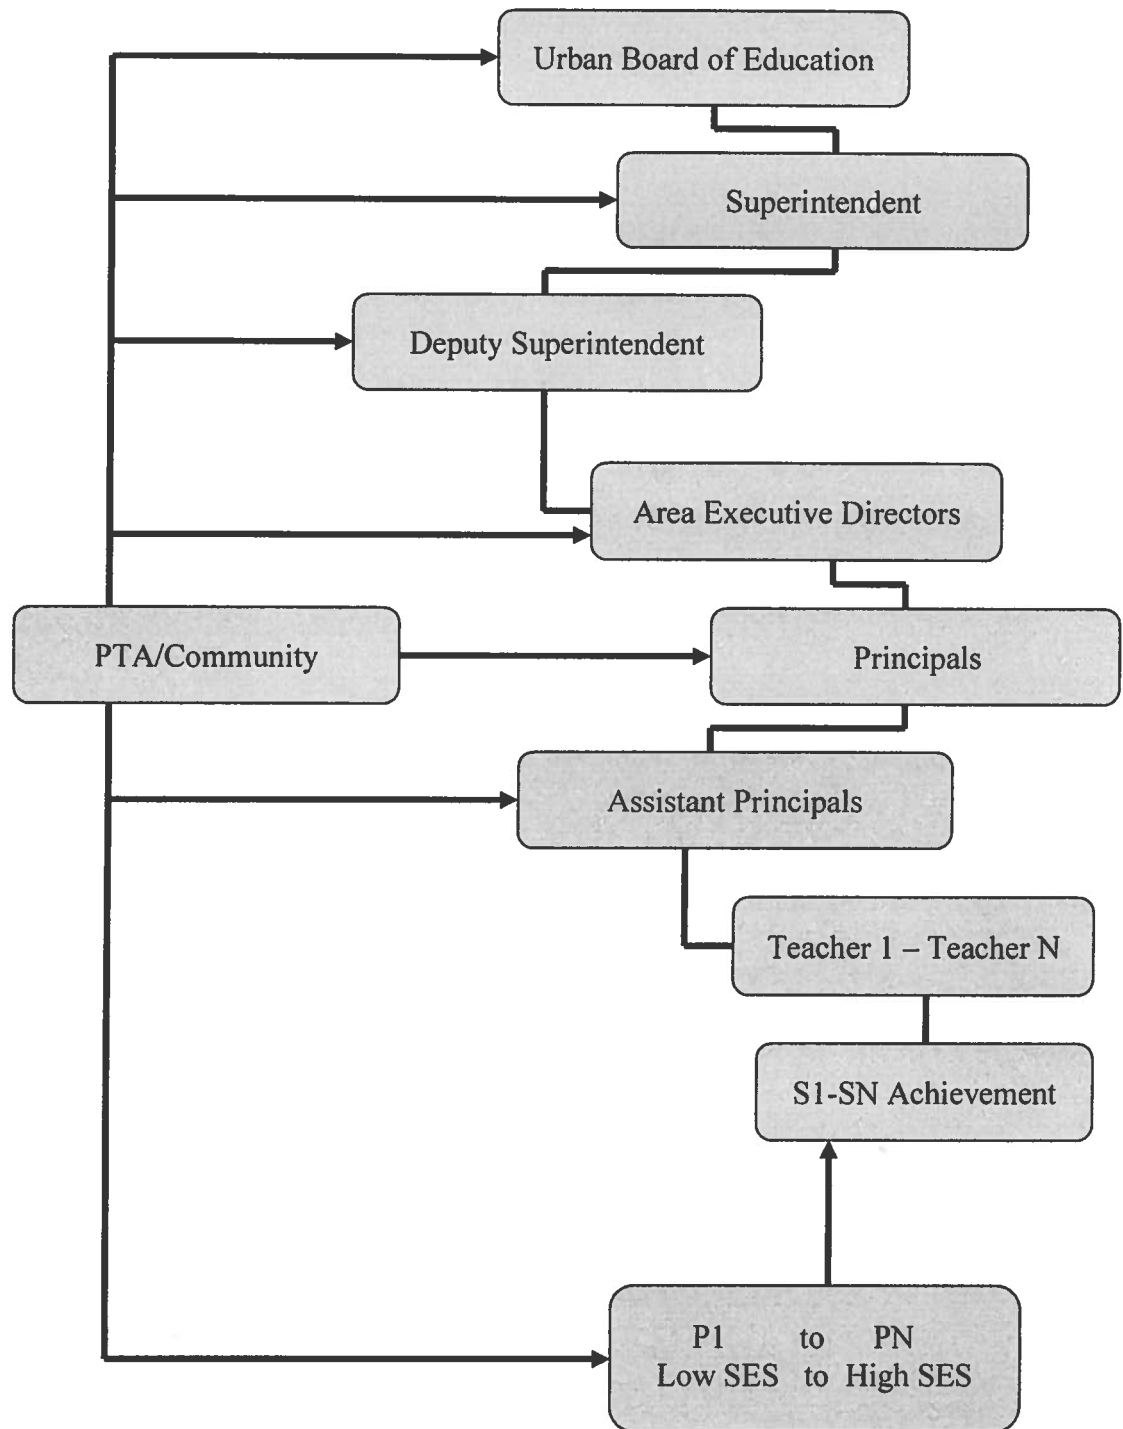 Urban Board of Education
Superintendent
Deputy Superintendent
Area Executive Directors
PTA/Community
Principals
Assistant Principals
Teacher 1 – Teacher N
S1-SN Achievement
P1 to PN
Low SES to High SES